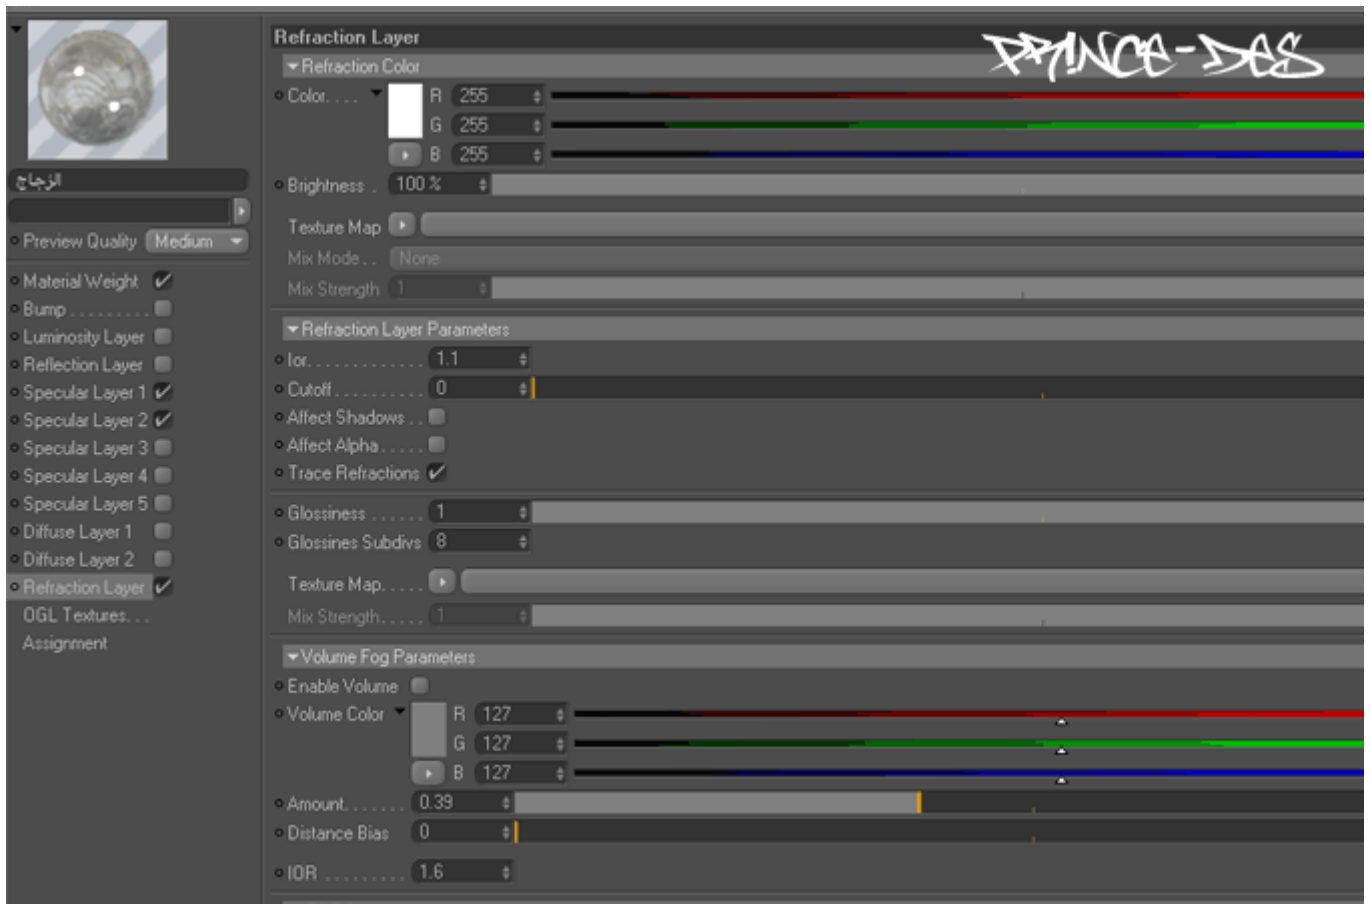 Refraction Layer
PR!NCE-DES
Refraction Color
Color.... R 255
G 255
B 255
الزجاج
Brightness . 100 %
Texture Map
Preview Quality Medium
Mix Mode.. None
Mix Strength 1
Material Weight
Bump.........
Luminosity Layer
Reflection Layer
Specular Layer 1
Specular Layer 2
Specular Layer 3
Specular Layer 4
Specular Layer 5
Diffuse Layer 1
Diffuse Layer 2
Refraction Layer
OGL Textures...
Assignment
Refraction Layer Parameters
Ior............. 1.1
Cutoff.......... 0
Affect Shadows ..
Affect Alpha.....
Trace Refractions
Glossiness ...... 1
Glossines Subdivs 8
Texture Map.....
Mix Strength..... 1
Volume Fog Parameters
Enable Volume
Volume Color R 127
G 127
B 127
Amount....... 0.39
Distance Bias 0
IOR ......... 1.6